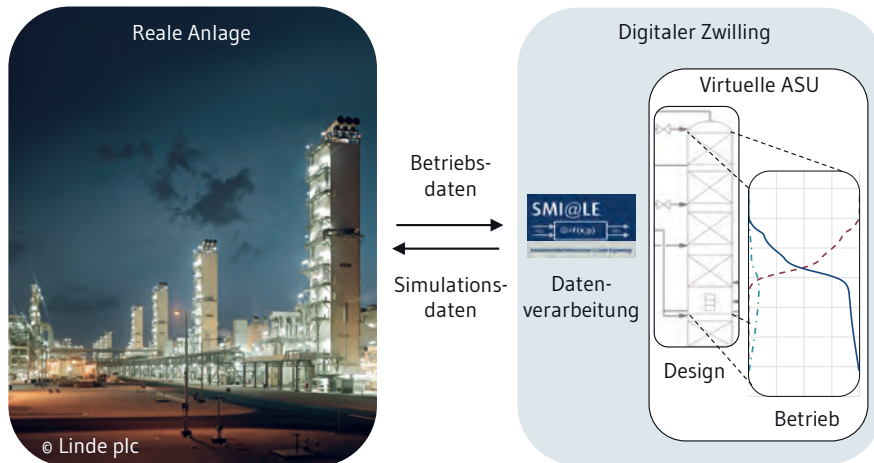 Reale Anlage
© Linde plc
Betriebs-
daten
Simulations-
daten
Digitaler Zwilling
SMI@LE
Daten-
verarbeitung
Virtuelle ASU
Design
Betrieb